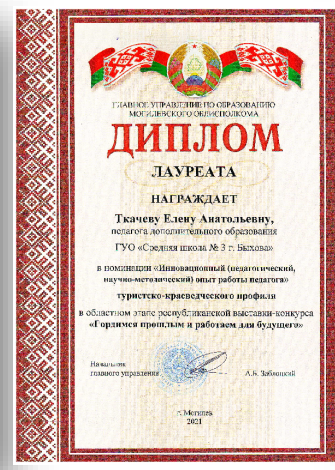 ГЛАВНОЕ УПРАВЛЕНИЕ ПО ОБРАЗОВАНИЮ
МОГИЛЕВСКОГО ОБЛИСПОЛКОМА
ДИПЛОМ
ЛАУРЕАТА
НАГРАЖДАЕТ
Ткачеву Елену Анатольевну,
педагога дополнительного образования
ГУО «Средняя школа № 3 г. Быхова»
в номинации «Инновационный (педагогический,
научно-методический) опыт работы педагога»
туристско-краеведческого профиля
в областном этапе республиканской выставки-конкурса
«Гордимся прошлым и работаем для будущего»
Начальник
главного управления
А.Б. Заблоцкий
г. Могилев
2021